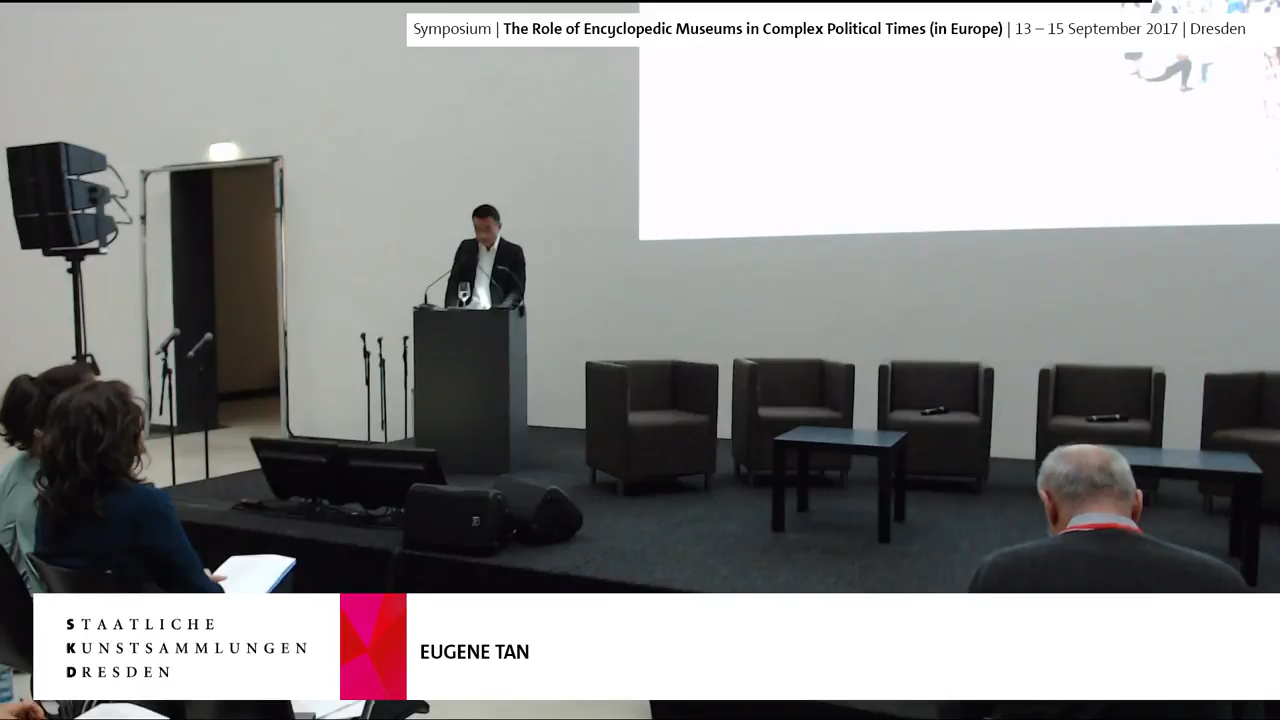 Symposium | The Role of Encyclopedic Museums in Complex Political Times (in Europe) | 13 – 15 September 2017 | Dresden
STAATLICHE
KUNSTSAMMLUNGEN
DRESDEN
EUGENE TAN